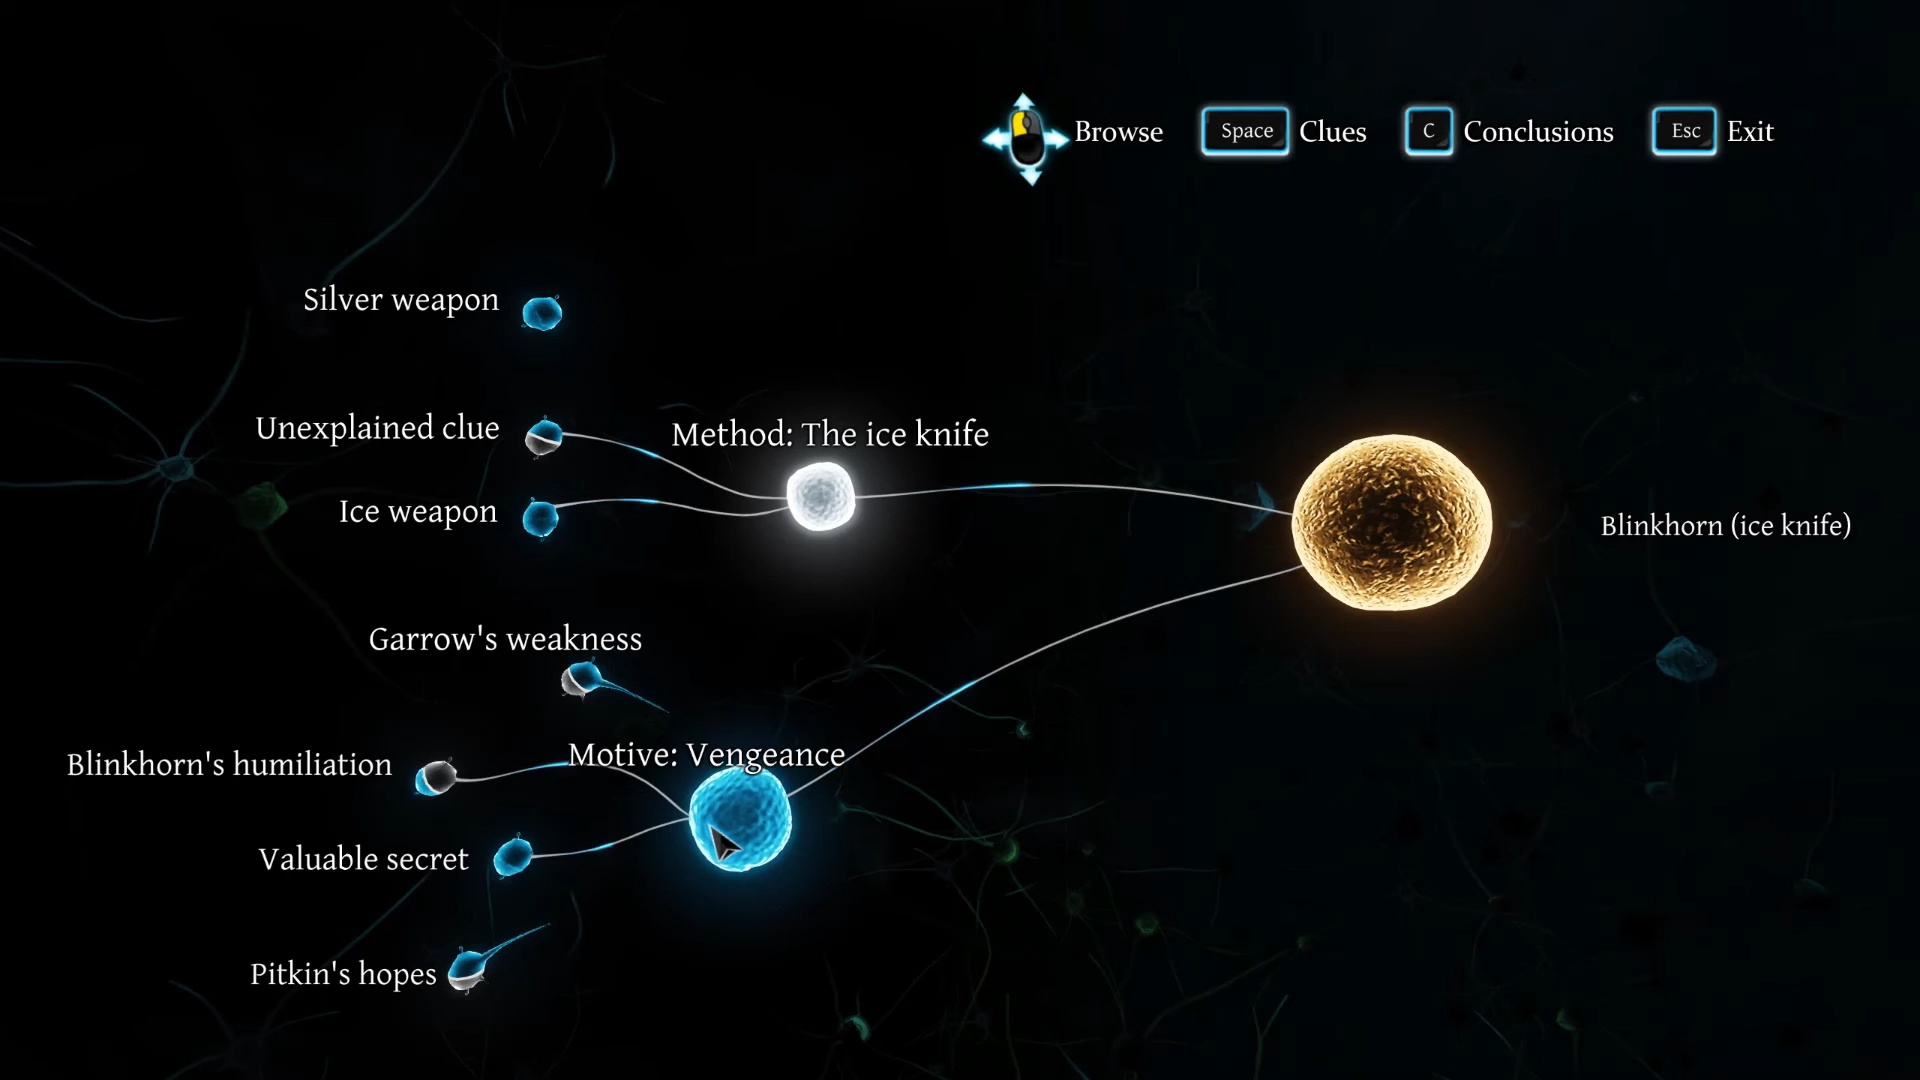 Browse Space Clues C Conclusions Esc Exit
Silver weapon
Unexplained clue
Method: The ice knife
Ice weapon
Blinkhorn (ice knife)
Garrow's weakness
Motive: Vengeance
Blinkhorn's humiliation
Valuable secret
Pitkin's hopes